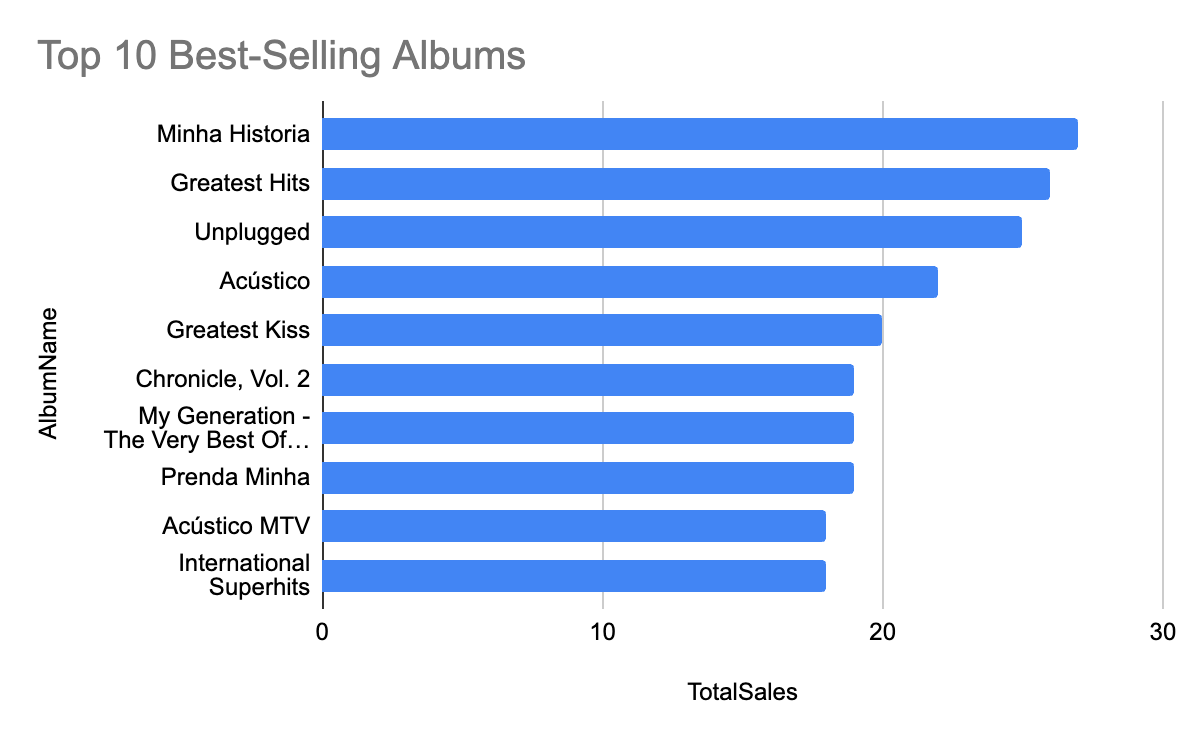 Top 10 Best-Selling Albums
Minha Historia
Greatest Hits
Unplugged
Acústico
Greatest Kiss
Chronicle, Vol. 2
My Generation -
The Very Best Of…
Prenda Minha
Acústico MTV
International
Superhits
AlbumName
0 10 20 30
TotalSales